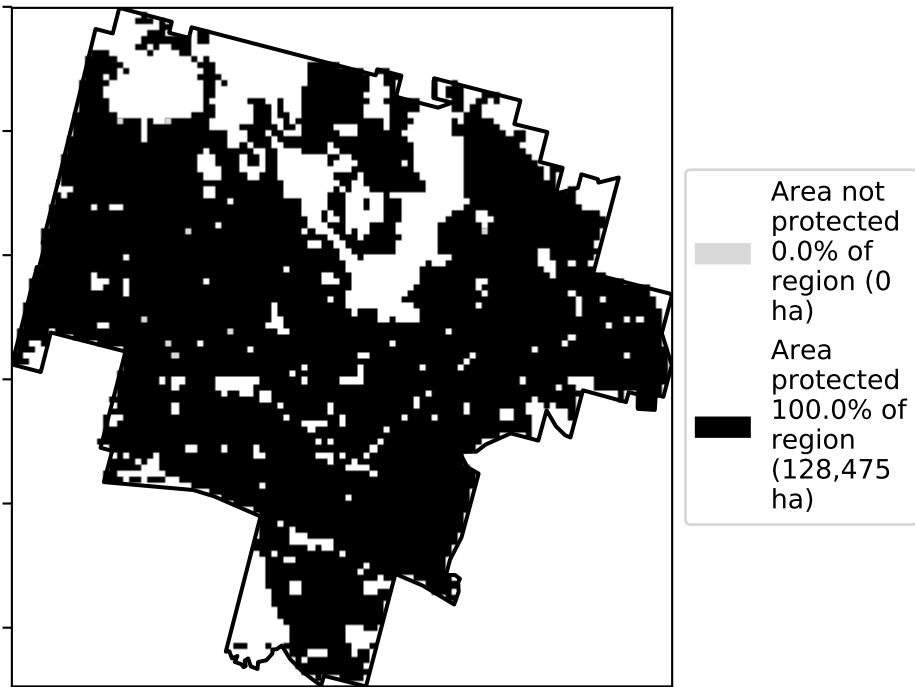 Area not
protected
0.0% of
region (0
ha)
Area
protected
100.0% of
region
(128,475
ha)